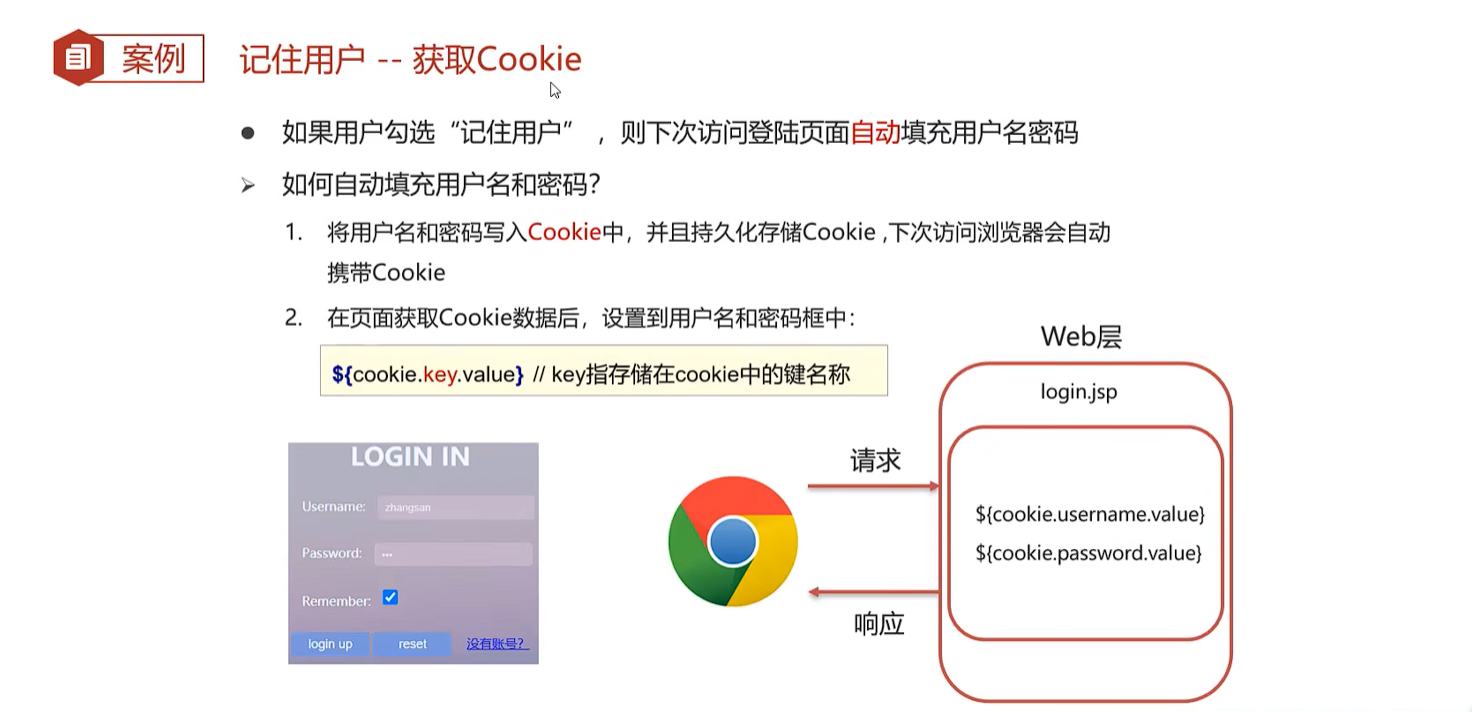 案例
记住用户 -- 获取Cookie
● 如果用户勾选“记住用户” ，则下次访问登陆页面自动填充用户名密码
➢ 如何自动填充用户名和密码？
1. 将用户名和密码写入Cookie中，并且持久化存储Cookie ,下次访问浏览器会自动
携带Cookie
2. 在页面获取Cookie数据后，设置到用户名和密码框中：
${cookie.key.value} // key指存储在cookie中的键名称
Web层
login.jsp
LOGIN IN
Username: zhangsan
Password: •••
Remember:
login up reset 没有账号？
请求
${cookie.username.value}
${cookie.password.value}
响应